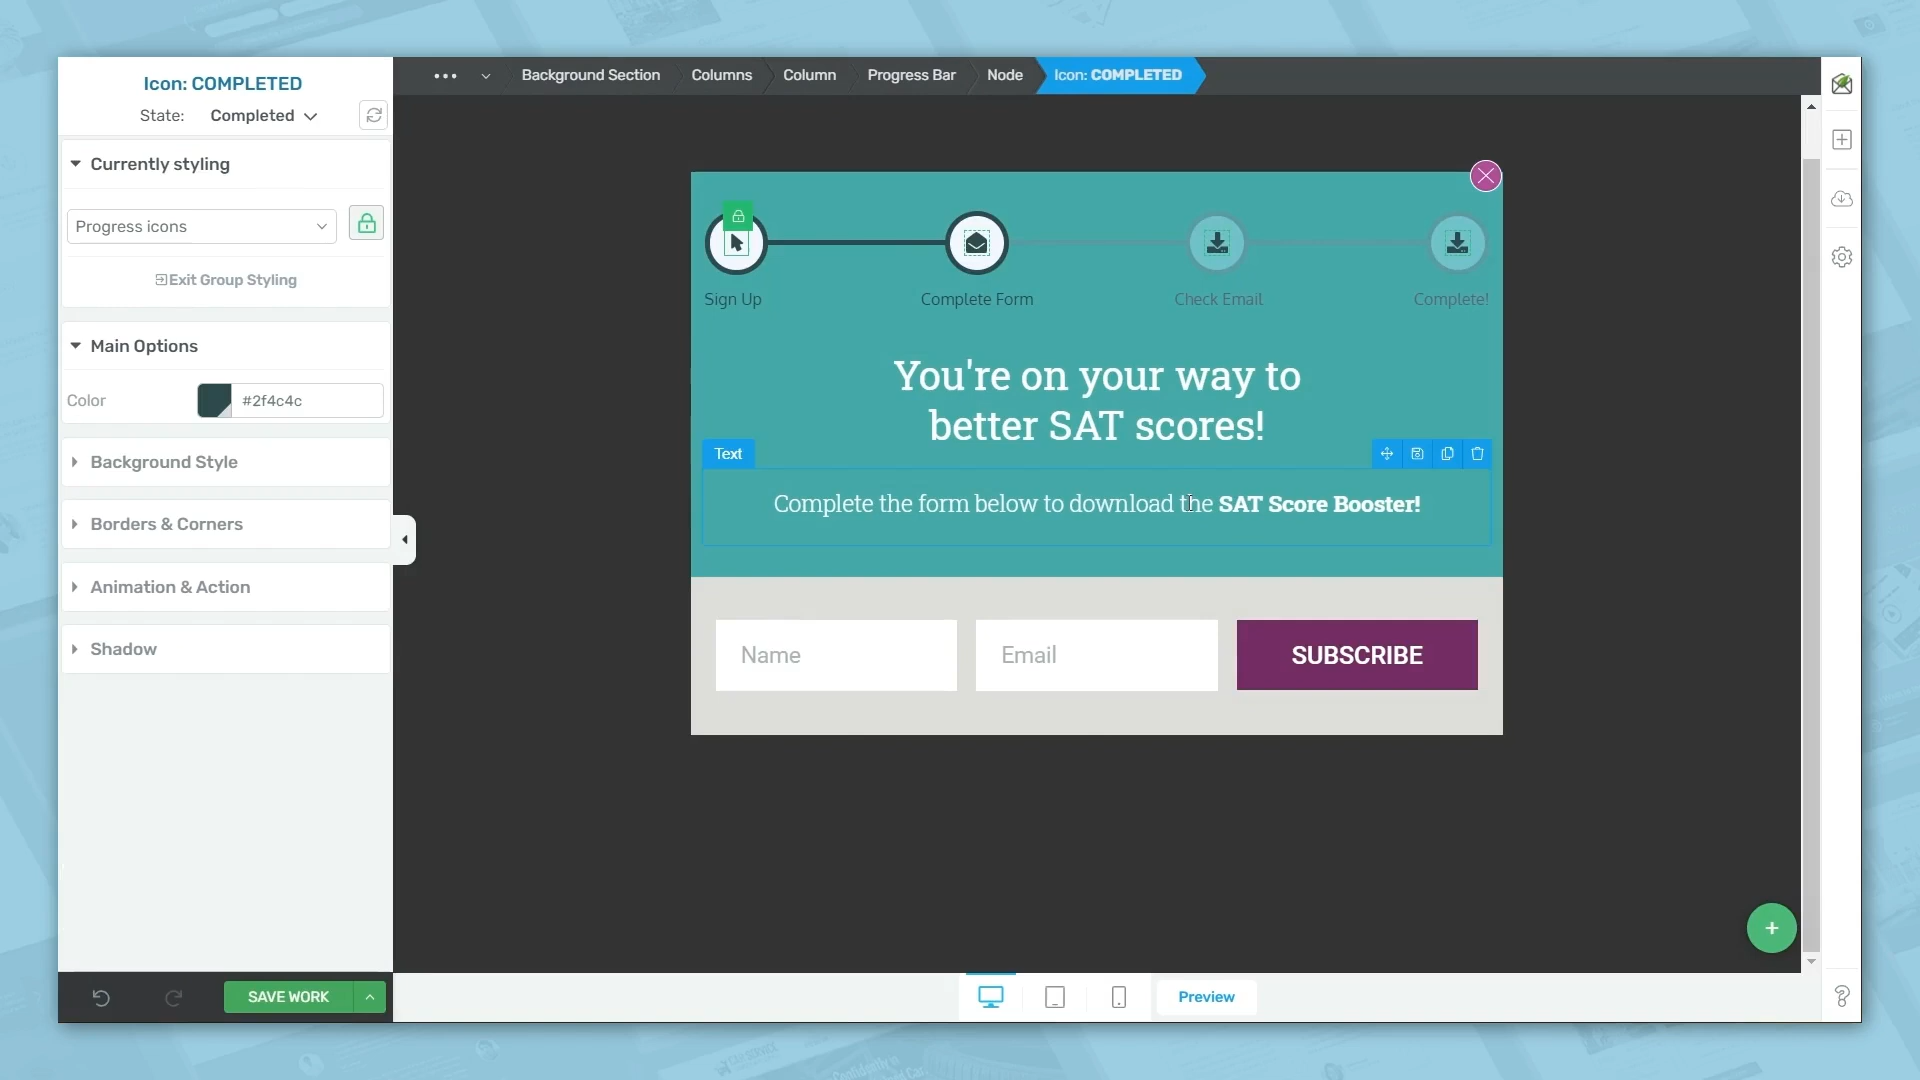 Icon: COMPLETED
State: Completed
Currently styling
Progress icons
Exit Group Styling
Main Options
Color #2f4c4c
Background Style
Borders & Corners
Animation & Action
Shadow
SAVE WORK
Background Section Columns Column Progress Bar Node Icon: COMPLETED
Sign Up Complete Form Check Email Complete!
You're on your way to
better SAT scores!
Text
Complete the form below to download the SAT Score Booster!
Name Email SUBSCRIBE
Preview